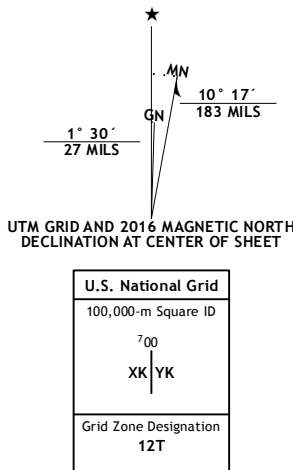 MN
GN
10° 17´
183 MILS
1° 30´
27 MILS
UTM GRID AND 2016 MAGNETIC NORTH
DECLINATION AT CENTER OF SHEET
U.S. National Grid
100,000-m Square ID
700
XK YK
Grid Zone Designation
12T